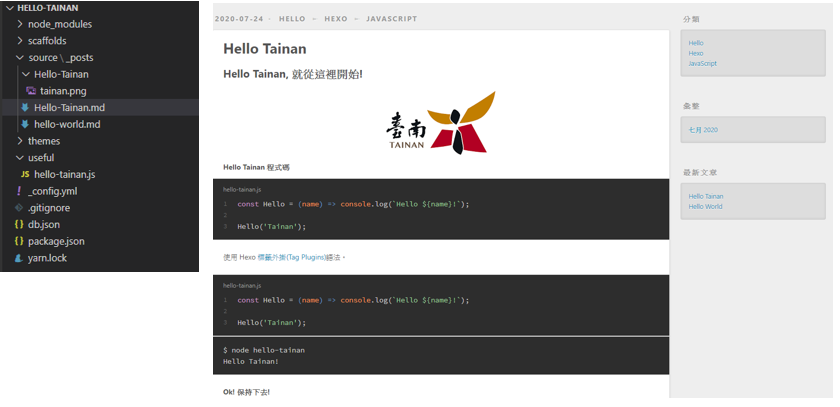 HELLO-TAINAN
node_modules
scaffolds
source \ _posts
Hello-Tainan
tainan.png
Hello-Tainan.md
hello-world.md
themes
useful
JS hello-tainan.js
! _config.yml
.gitignore
{} db.json
{} package.json
yarn.lock
2020-07-24 · HELLO – HEXO – JAVASCRIPT
Hello Tainan
Hello Tainan, 就從這裡開始!
臺南
TAINAN
Hello Tainan 程式碼
hello-tainan.js
1 const Hello = (name) => console.log(`Hello ${name}!`);
2
3 Hello('Tainan');
使用 Hexo 標籤外掛(Tag Plugins)語法。
hello-tainan.js
1 const Hello = (name) => console.log(`Hello ${name}!`);
2
3 Hello('Tainan');
$ node hello-tainan
Hello Tainan!
Ok! 保持下去!
分類
Hello
Hexo
JavaScript
彙整
七月 2020
最新文章
Hello Tainan
Hello World